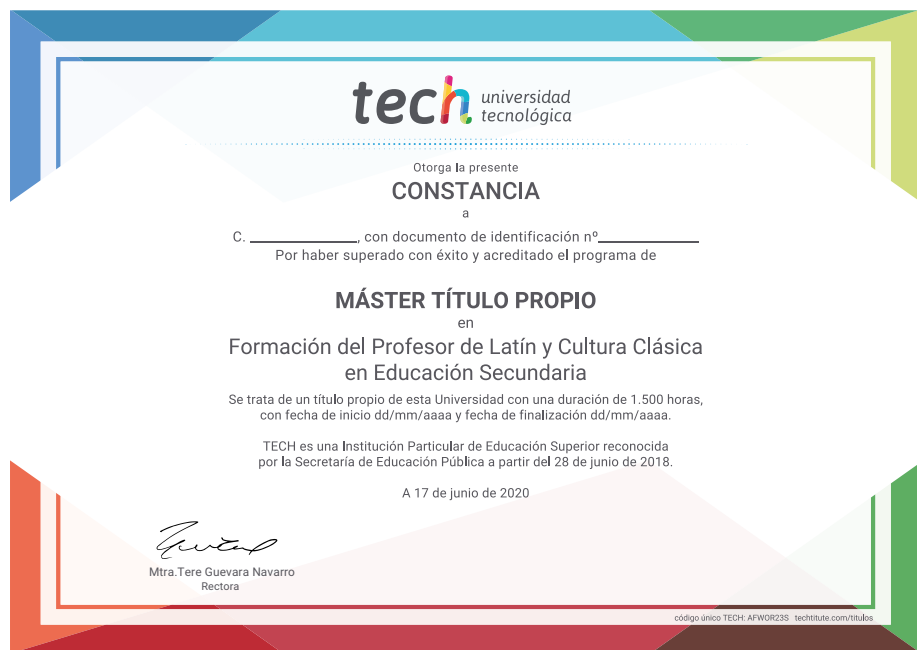 tech universidad
tecnológica
Otorga la presente
CONSTANCIA
a
C. ____________, con documento de identificación nº____________
Por haber superado con éxito y acreditado el programa de
MÁSTER TÍTULO PROPIO
en
Formación del Profesor de Latín y Cultura Clásica
en Educación Secundaria
Se trata de un título propio de esta Universidad con una duración de 1.500 horas,
con fecha de inicio dd/mm/aaaa y fecha de finalización dd/mm/aaaa.
TECH es una Institución Particular de Educación Superior reconocida
por la Secretaría de Educación Pública a partir del 28 de junio de 2018.
A 17 de junio de 2020
Mtra.Tere Guevara Navarro
Rectora
código único TECH: AFWOR23S techtitute.com/titulos